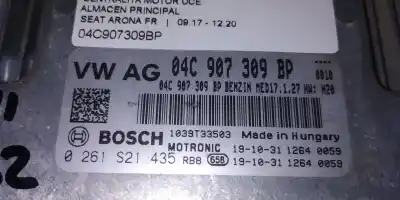 CENTRALITA MOTOR UCE
ALMACEN PRINCIPAL
SEAT ARONA FR | 09.17 - 12.20
04C907309BP
VW AG 04C 907 309 BP 0010
04C 907 309 BP BENZIN MED17.1.27 HW: H20
BOSCH 1039T33503 Made in Hungary
MOTRONIC 19-10-31 1264 0059
0 261 S21 435 RBB 65B 19-10-31 1264 0059